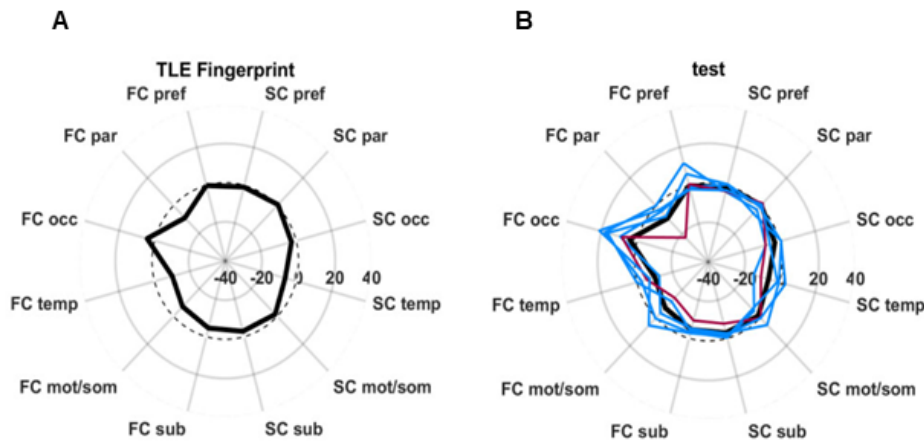 A
B
TLE Fingerprint
test
FC pref
SC pref
FC par
SC par
FC occ
SC occ
-40 -20 20 40
FC temp
SC temp
FC mot/som
SC mot/som
FC sub
SC sub
FC pref
SC pref
FC par
SC par
FC occ
SC occ
-40 -20 20 40
FC temp
SC temp
FC mot/som
SC mot/som
FC sub
SC sub